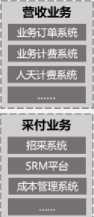 营收业务
业务订单系统
业务计费系统
人天计费系统
......
采付业务
招采系统
SRM平台
成本管理系统
......